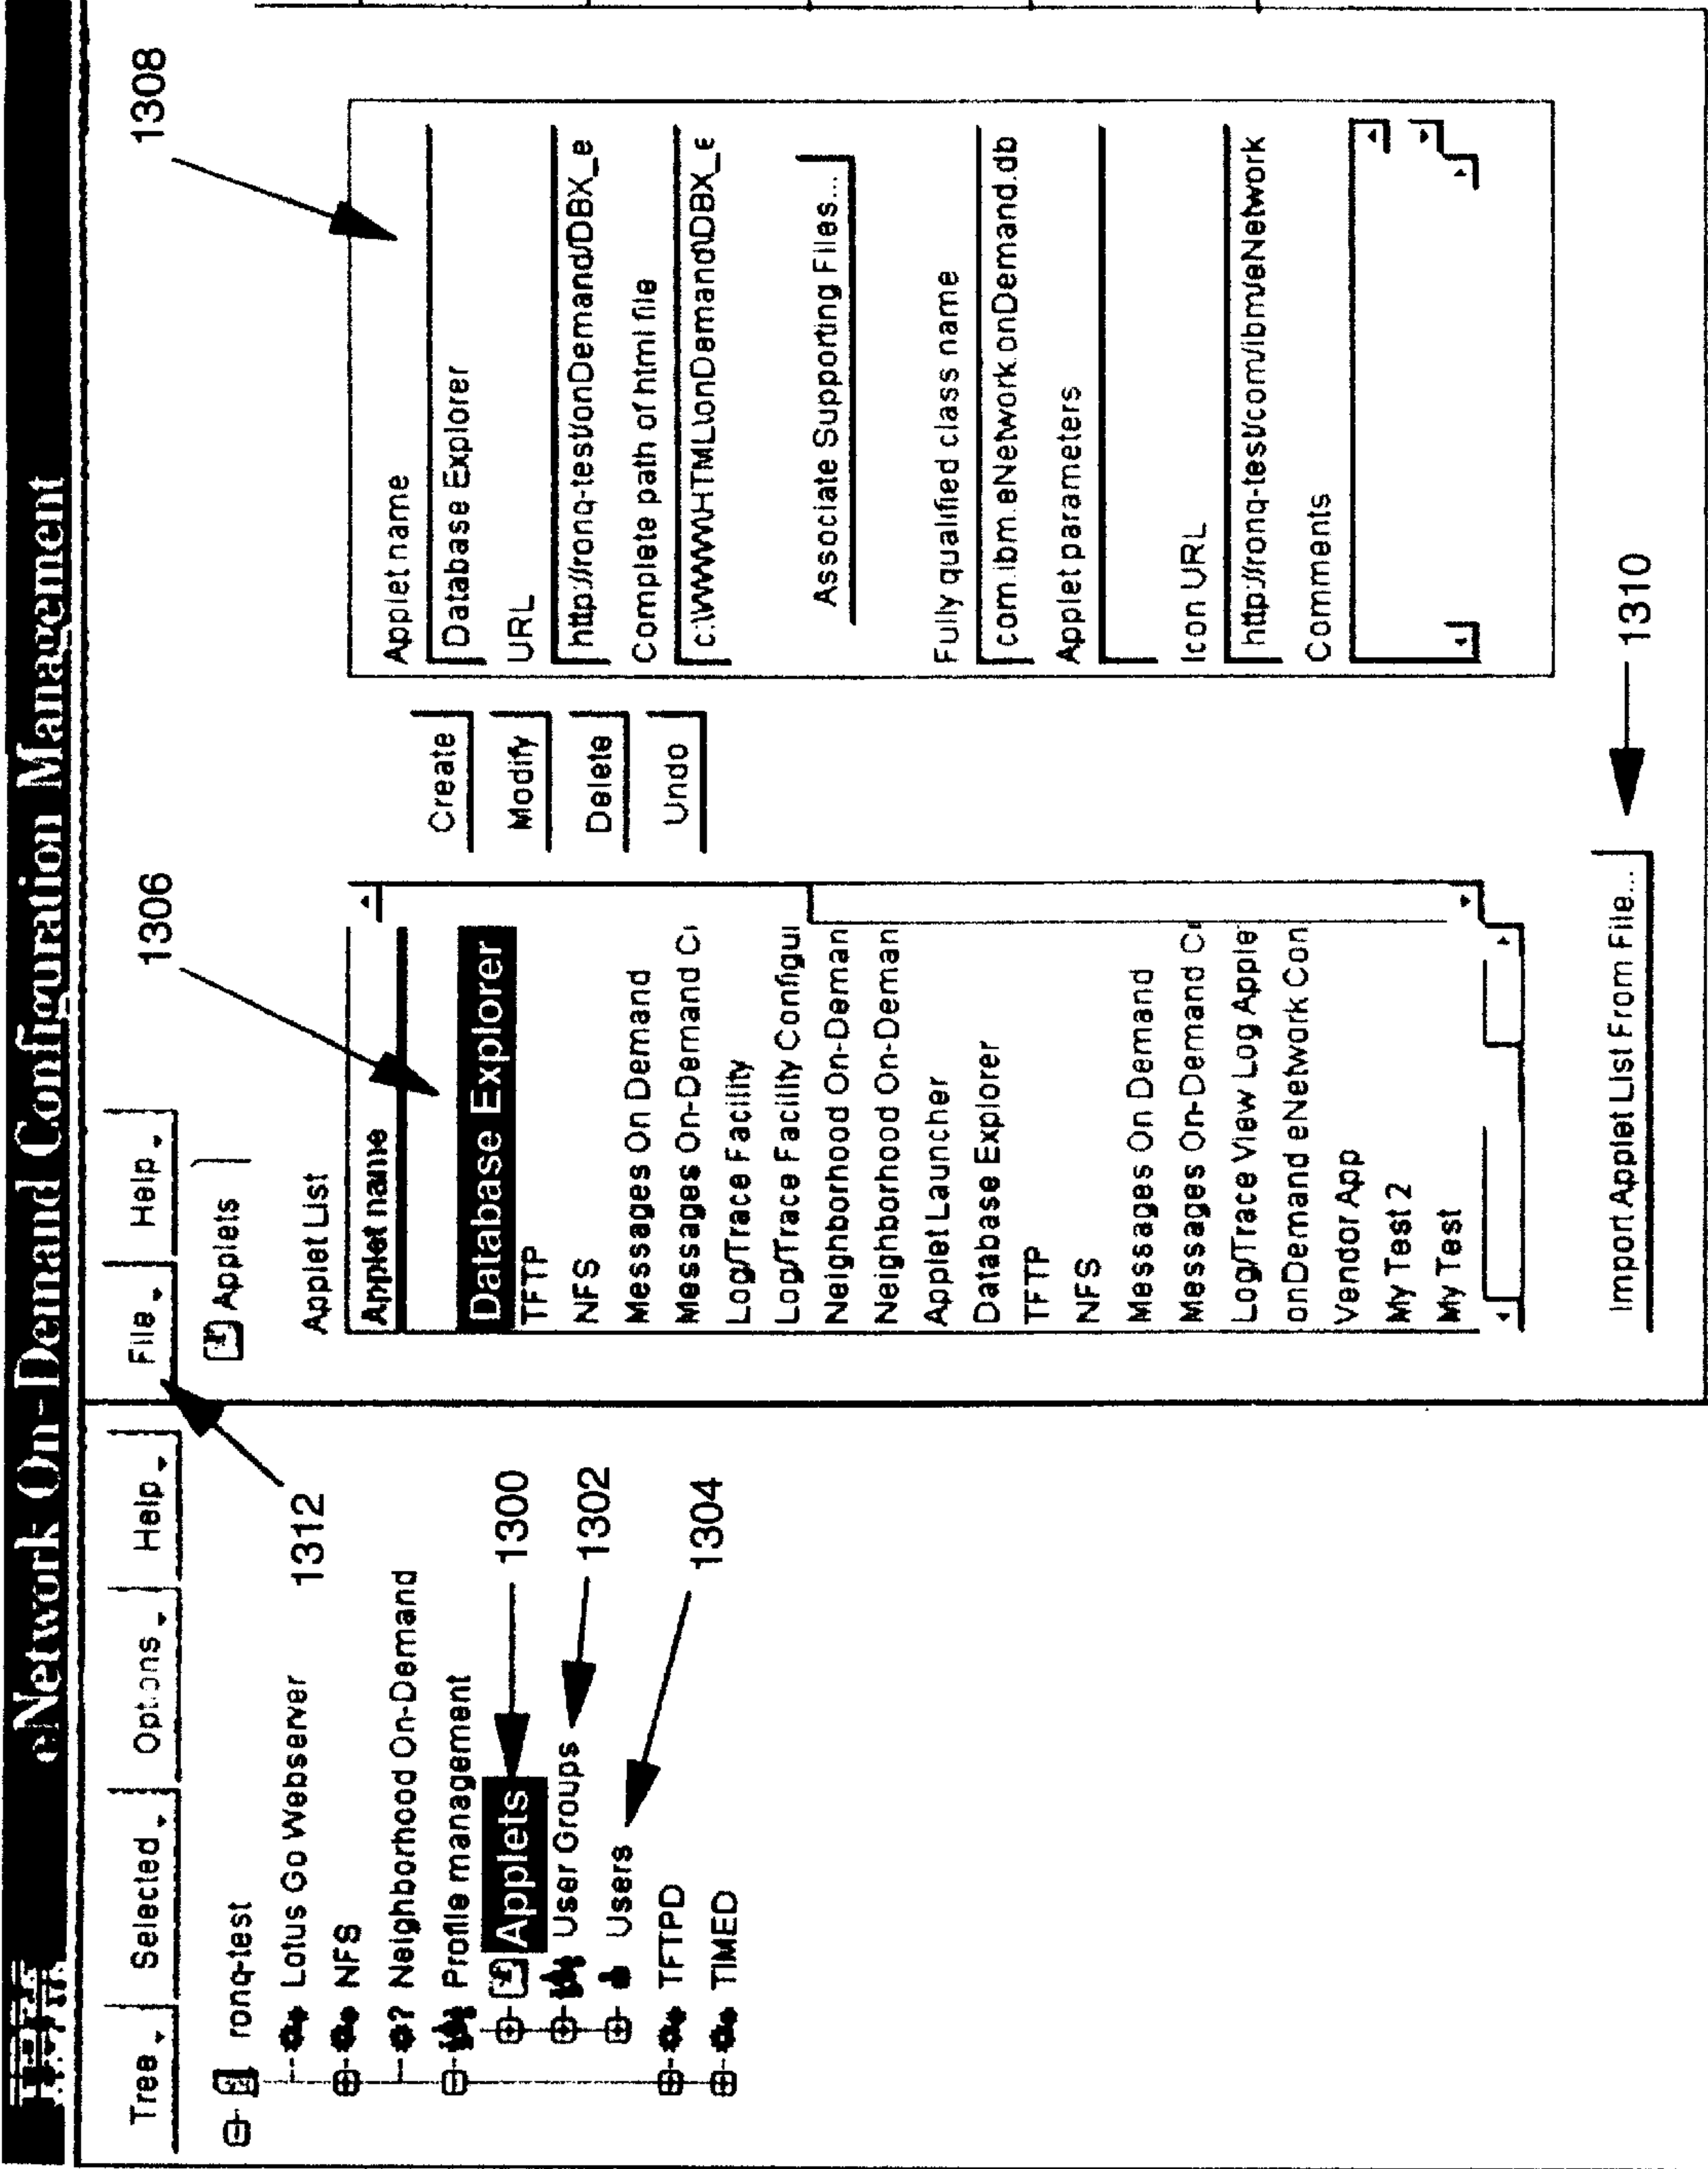 IBM eNetwork On-Demand Configuration Management
Tree Selected Options Help
ronq-test
Lotus Go Webserver
NFS
? Neighborhood On-Demand
Profile management
Applets
User Groups
Users
TFTPD
TIMED
1312
1300
1302
1304
File Help
Applets
Applet List
Applet name
1306
Database Explorer
TFTP
NFS
Messages On Demand
Messages On-Demand C
Log/Trace Facility
Log/Trace Facility Configu
Neighborhood On-Deman
Neighborhood On-Deman
Applet Launcher
Database Explorer
TFTP
NFS
Messages On Demand
Messages On-Demand C
Log/Trace View Log Apple
onDemand eNetwork Con
Vendor App
My Test 2
My Test
Import Applet List From File...
1310
Create
Modify
Delete
Undo
1308
Applet name
Database Explorer
URL
http://ronq-test/onDemand/DBX_e
Complete path of html file
c:\WWW\HTML\onDemand\DBX_e
Associate Supporting Files...
Fully qualified class name
com.ibm.eNetwork.onDemand.db
Applet parameters
Icon URL
http://ronq-test/com/ibm/eNetwork
Comments